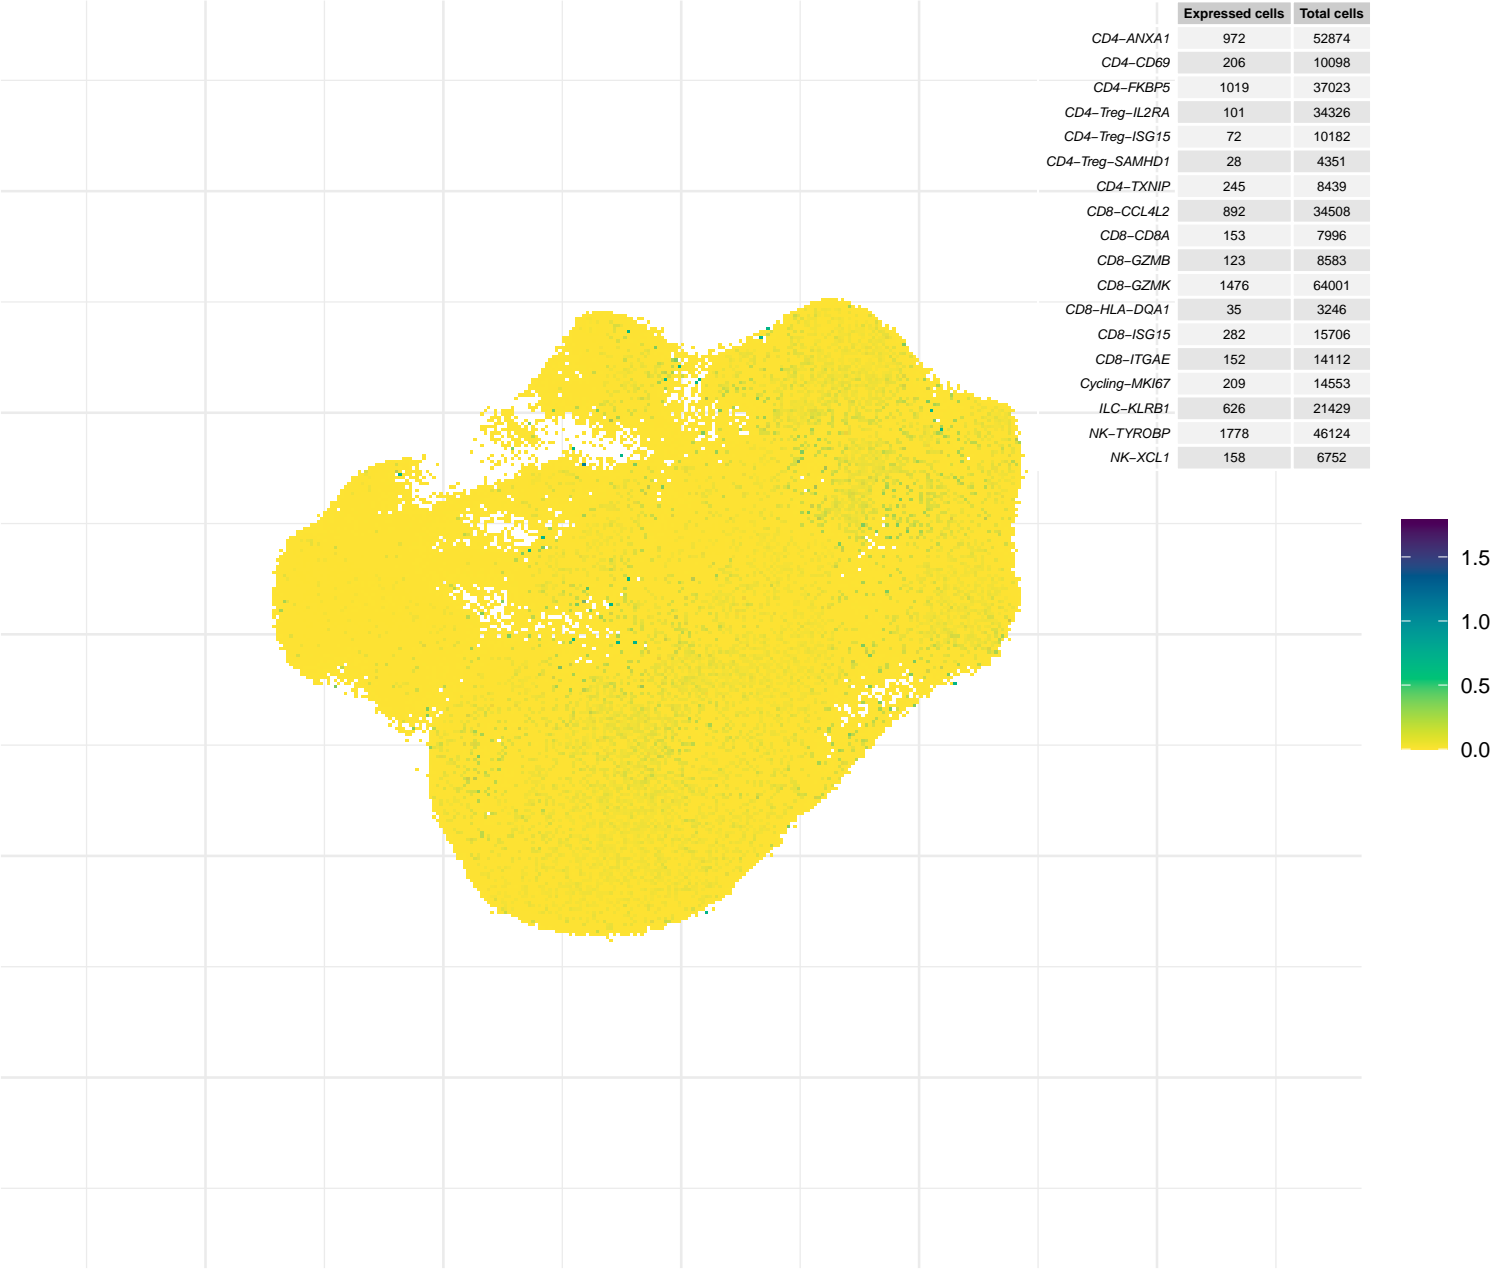 Expressed cells Total cells
CD4−ANXA1 972 52874
CD4−CD69 206 10098
CD4−FKBP5 1019 37023
CD4−Treg−IL2RA 101 34326
CD4−Treg−ISG15 72 10182
CD4−Treg−SAMHD1 28 4351
CD4−TXNIP 245 8439
CD8−CCL4L2 892 34508
CD8−CD8A 153 7996
CD8−GZMB 123 8583
CD8−GZMK 1476 64001
CD8−HLA−DQA1 35 3246
CD8−ISG15 282 15706
CD8−ITGAE 152 14112
Cycling−MKI67 209 14553
ILC−KLRB1 626 21429
NK−TYROBP 1778 46124
NK−XCL1 158 6752
1.5
1.0
0.5
0.0